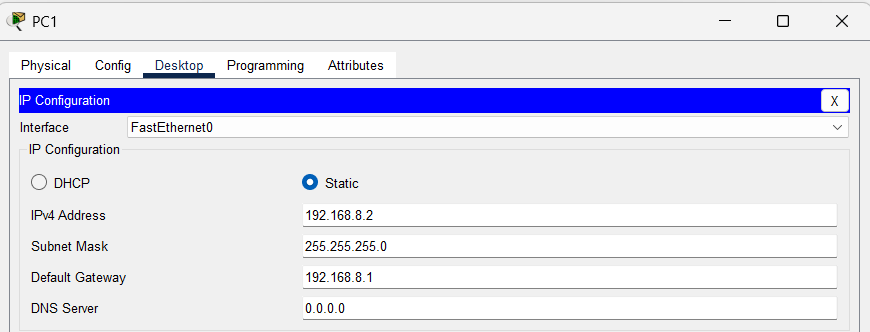 PC1
Physical Config Desktop Programming Attributes
IP Configuration X
Interface FastEthernet0
IP Configuration
DHCP Static
IPv4 Address 192.168.8.2
Subnet Mask 255.255.255.0
Default Gateway 192.168.8.1
DNS Server 0.0.0.0